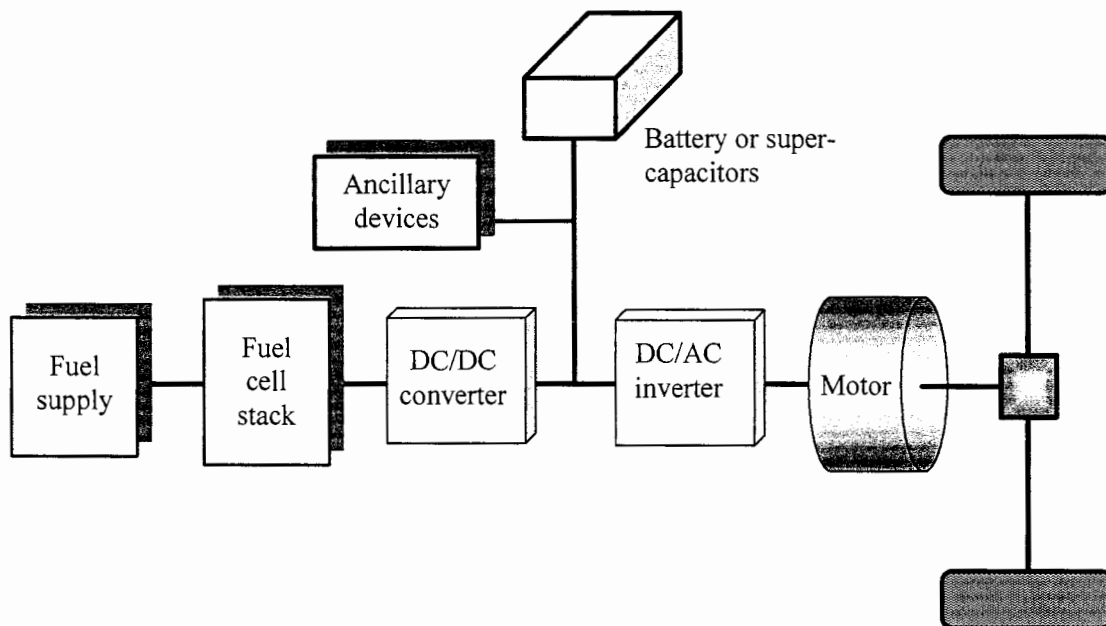 Battery or super-
capacitors
Ancillary
devices
Fuel
supply
Fuel
cell
stack
DC/DC
converter
DC/AC
inverter
Motor